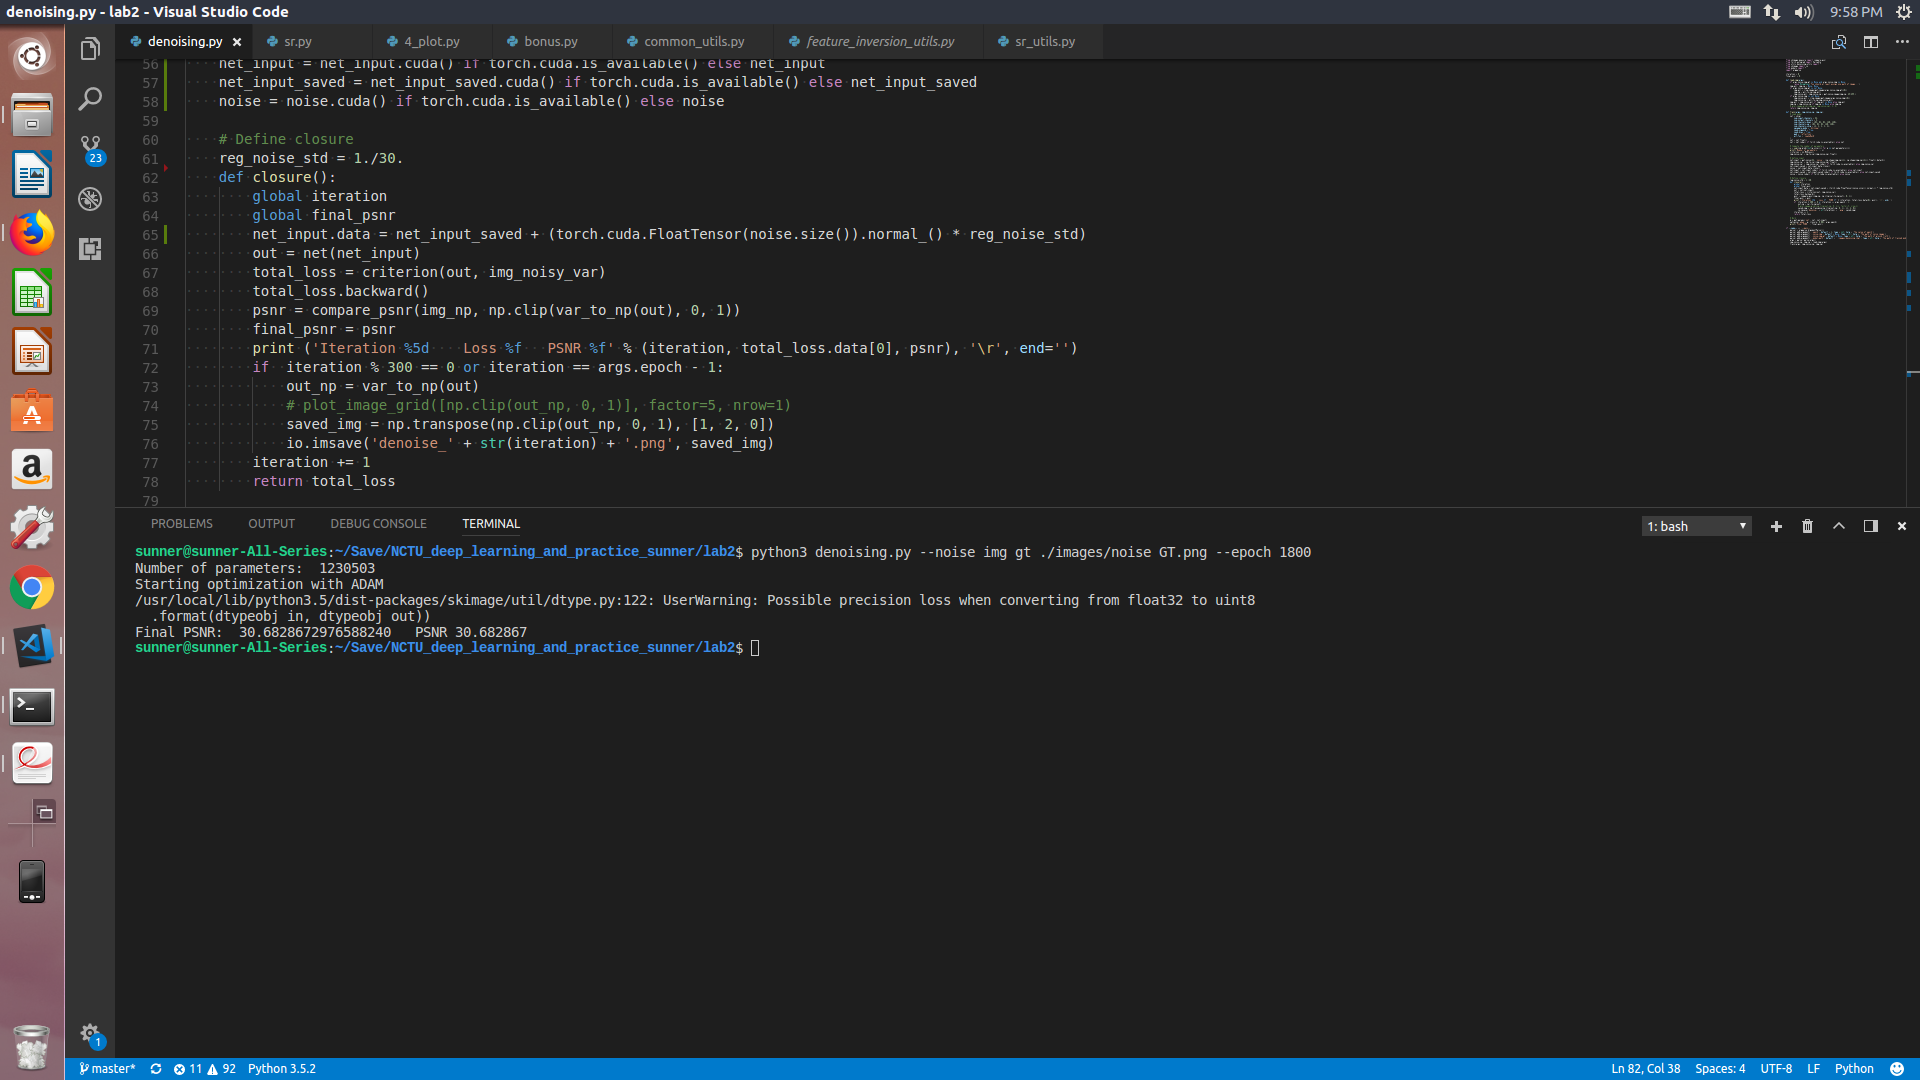 denoising.py - lab2 - Visual Studio Code
9:58 PM
denoising.py sr.py 4_plot.py bonus.py common_utils.py feature_inversion_utils.py sr_utils.py
56 net_input = net_input.cuda() if torch.cuda.is_available() else net_input
57 net_input_saved = net_input_saved.cuda() if torch.cuda.is_available() else net_input_saved
58 noise = noise.cuda() if torch.cuda.is_available() else noise
59
60 # Define closure
61 reg_noise_std = 1./30.
62 def closure():
63 global iteration
64 global final_psnr
65 net_input.data = net_input_saved + (torch.cuda.FloatTensor(noise.size()).normal_() * reg_noise_std)
66 out = net(net_input)
67 total_loss = criterion(out, img_noisy_var)
68 total_loss.backward()
69 psnr = compare_psnr(img_np, np.clip(var_to_np(out), 0, 1))
70 final_psnr = psnr
71 print ('Iteration %5d    Loss %f   PSNR %f' % (iteration, total_loss.data[0], psnr), '\r', end='')
72 if  iteration % 300 == 0 or iteration == args.epoch - 1:
73 out_np = var_to_np(out)
74 # plot_image_grid([np.clip(out_np, 0, 1)], factor=5, nrow=1)
75 saved_img = np.transpose(np.clip(out_np, 0, 1), [1, 2, 0])
76 io.imsave('denoise_' + str(iteration) + '.png', saved_img)
77 iteration += 1
78 return total_loss
79
PROBLEMS OUTPUT DEBUG CONSOLE TERMINAL 1: bash
sunner@sunner-All-Series:~/Save/NCTU_deep_learning_and_practice_sunner/lab2$ python3 denoising.py --noise img gt ./images/noise GT.png --epoch 1800
Number of parameters:  1230503
Starting optimization with ADAM
/usr/local/lib/python3.5/dist-packages/skimage/util/dtype.py:122: UserWarning: Possible precision loss when converting from float32 to uint8
.format(dtypeobj in, dtypeobj out))
Final PSNR:  30.6828672976588240   PSNR 30.682867
sunner@sunner-All-Series:~/Save/NCTU_deep_learning_and_practice_sunner/lab2$
23
1
master* 11 92 Python 3.5.2 Ln 82, Col 38 Spaces: 4 UTF-8 LF Python